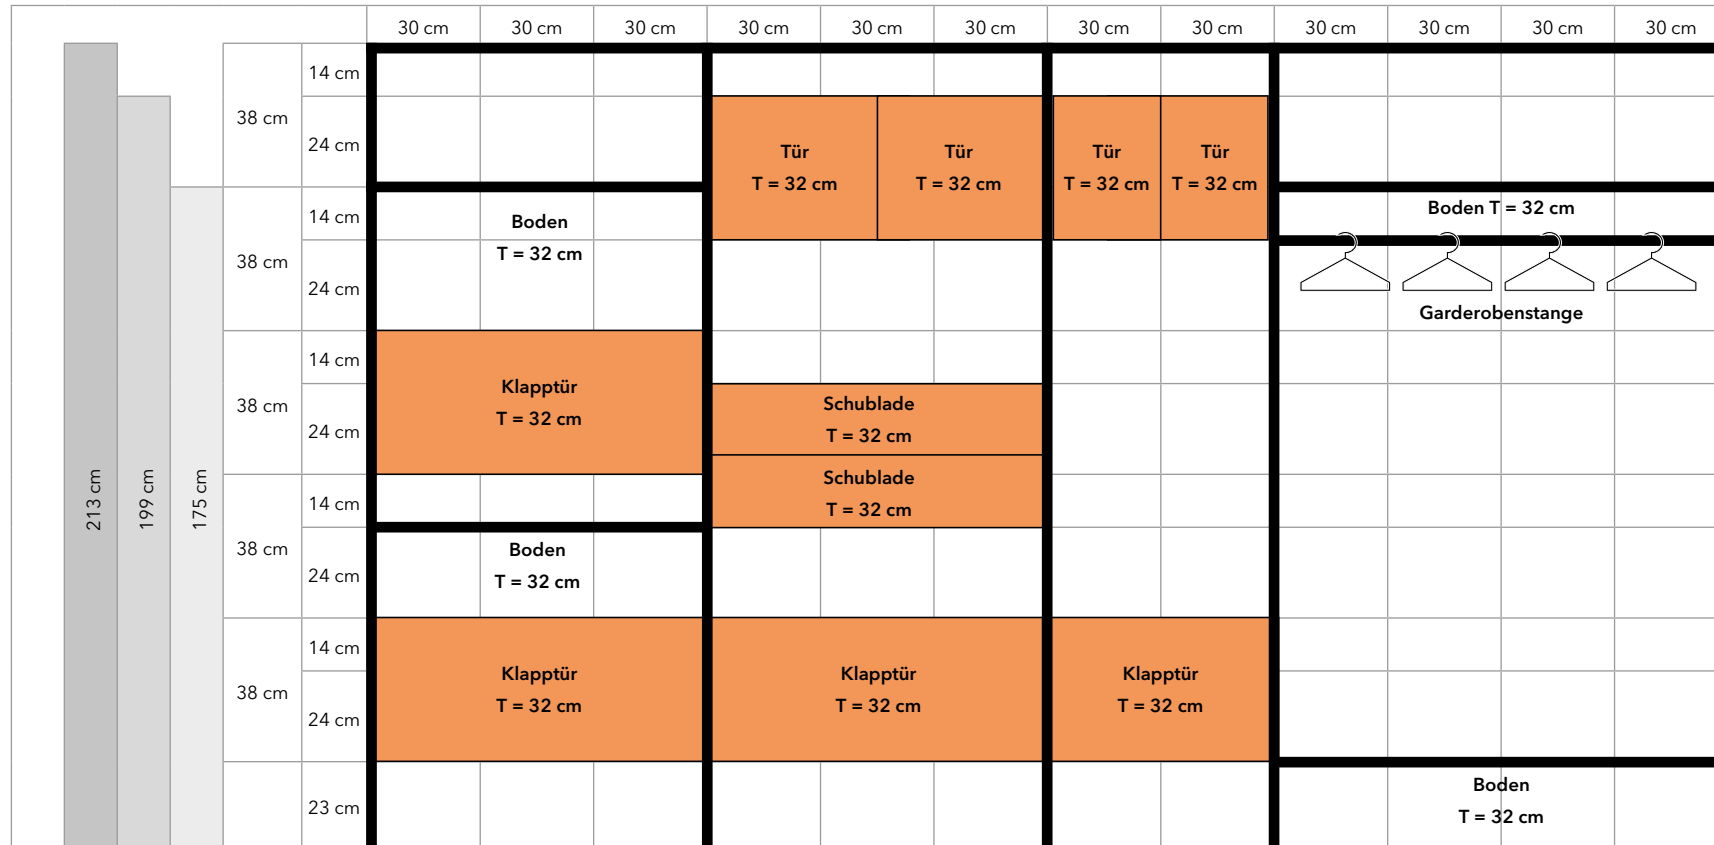 30 cm 30 cm 30 cm 30 cm 30 cm 30 cm 30 cm 30 cm 30 cm 30 cm 30 cm 30 cm
213 cm
199 cm
175 cm
38 cm
38 cm
38 cm
38 cm
38 cm
14 cm
24 cm
14 cm
24 cm
14 cm
24 cm
14 cm
24 cm
14 cm
24 cm
23 cm
Boden
T = 32 cm
Klapptür
T = 32 cm
Boden
T = 32 cm
Klapptür
T = 32 cm
Tür
T = 32 cm
Tür
T = 32 cm
Schublade
T = 32 cm
Schublade
T = 32 cm
Klapptür
T = 32 cm
Tür
T = 32 cm
Tür
T = 32 cm
Klapptür
T = 32 cm
Boden T = 32 cm
Garderobenstange
Boden
T = 32 cm